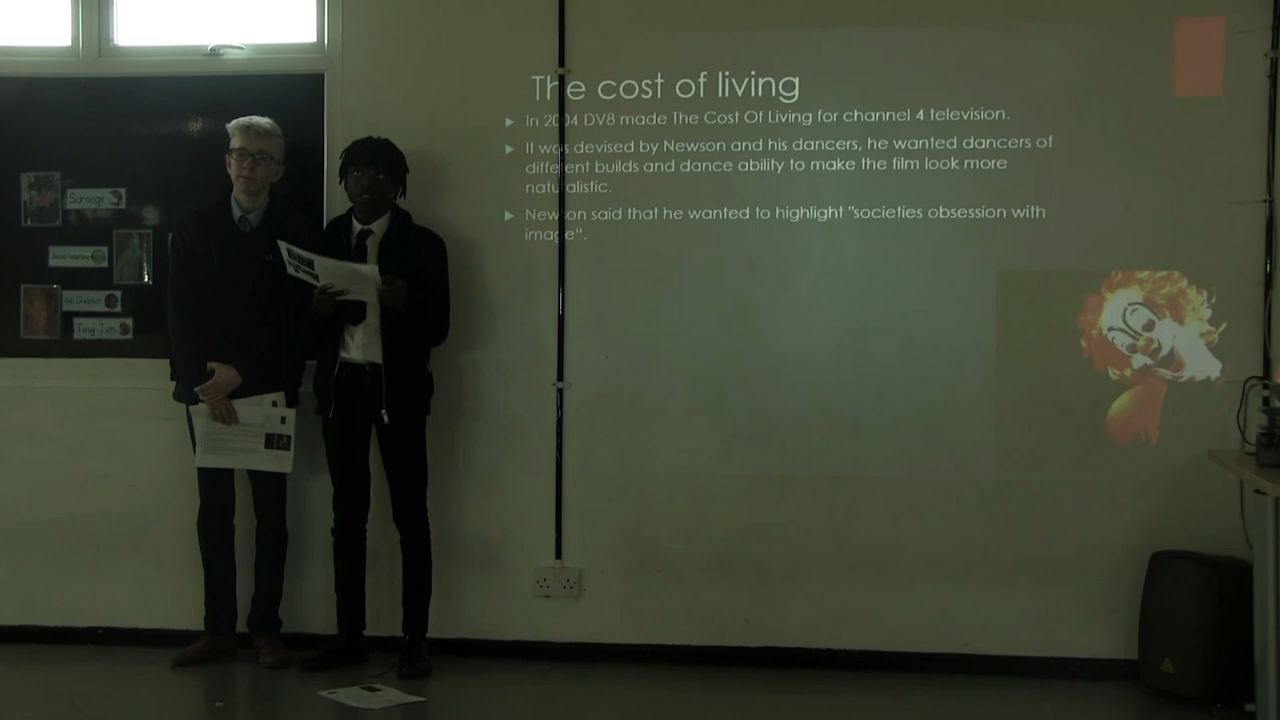 The cost of living
In 2004 DV8 made The Cost Of Living for channel 4 television.
It was devised by Newson and his dancers, he wanted dancers of
different builds and dance ability to make the film look more
naturalistic.
Newson said that he wanted to highlight "societies obsession with
image".
Scrooge
Tiny Tim